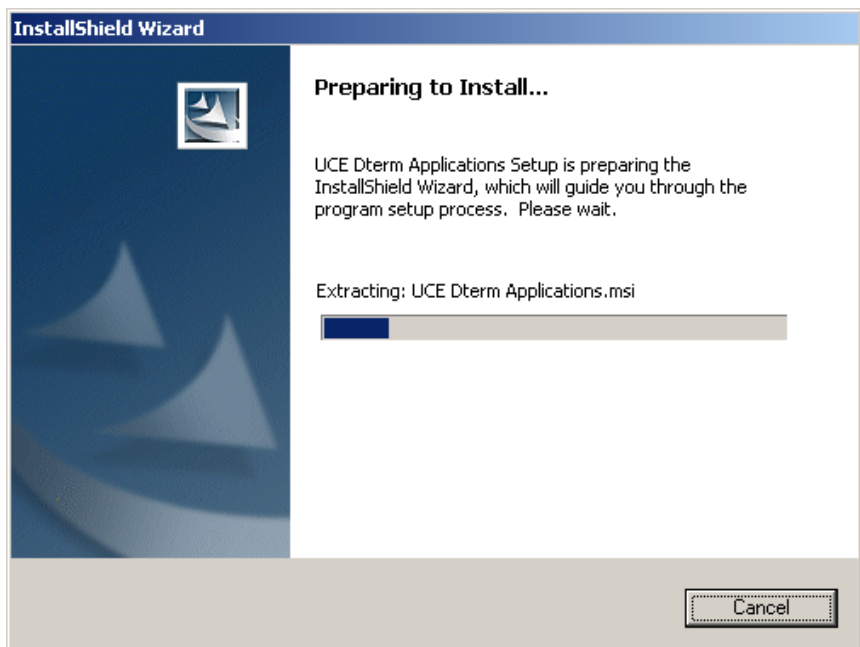 InstallShield Wizard
Preparing to Install...
UCE Dterm Applications Setup is preparing the
InstallShield Wizard, which will guide you through the
program setup process.  Please wait.
Extracting: UCE Dterm Applications.msi
Cancel